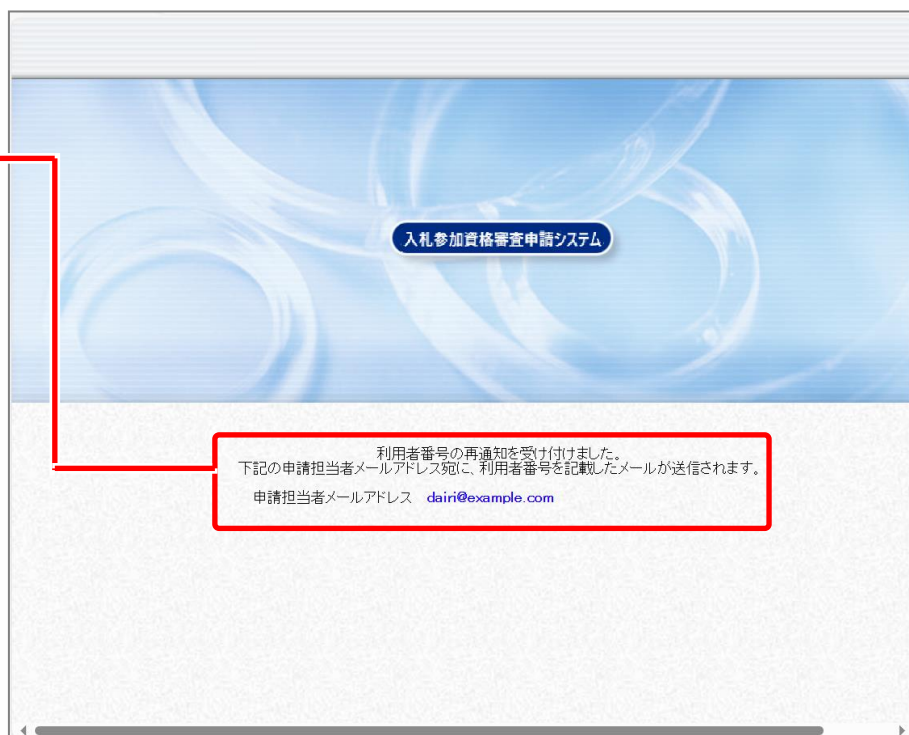 入札参加資格審査申請システム
利用者番号の再通知を受け付けました。
下記の申請担当者メールアドレス宛に、利用者番号を記載したメールが送信されます。
申請担当者メールアドレス dairi@example.com